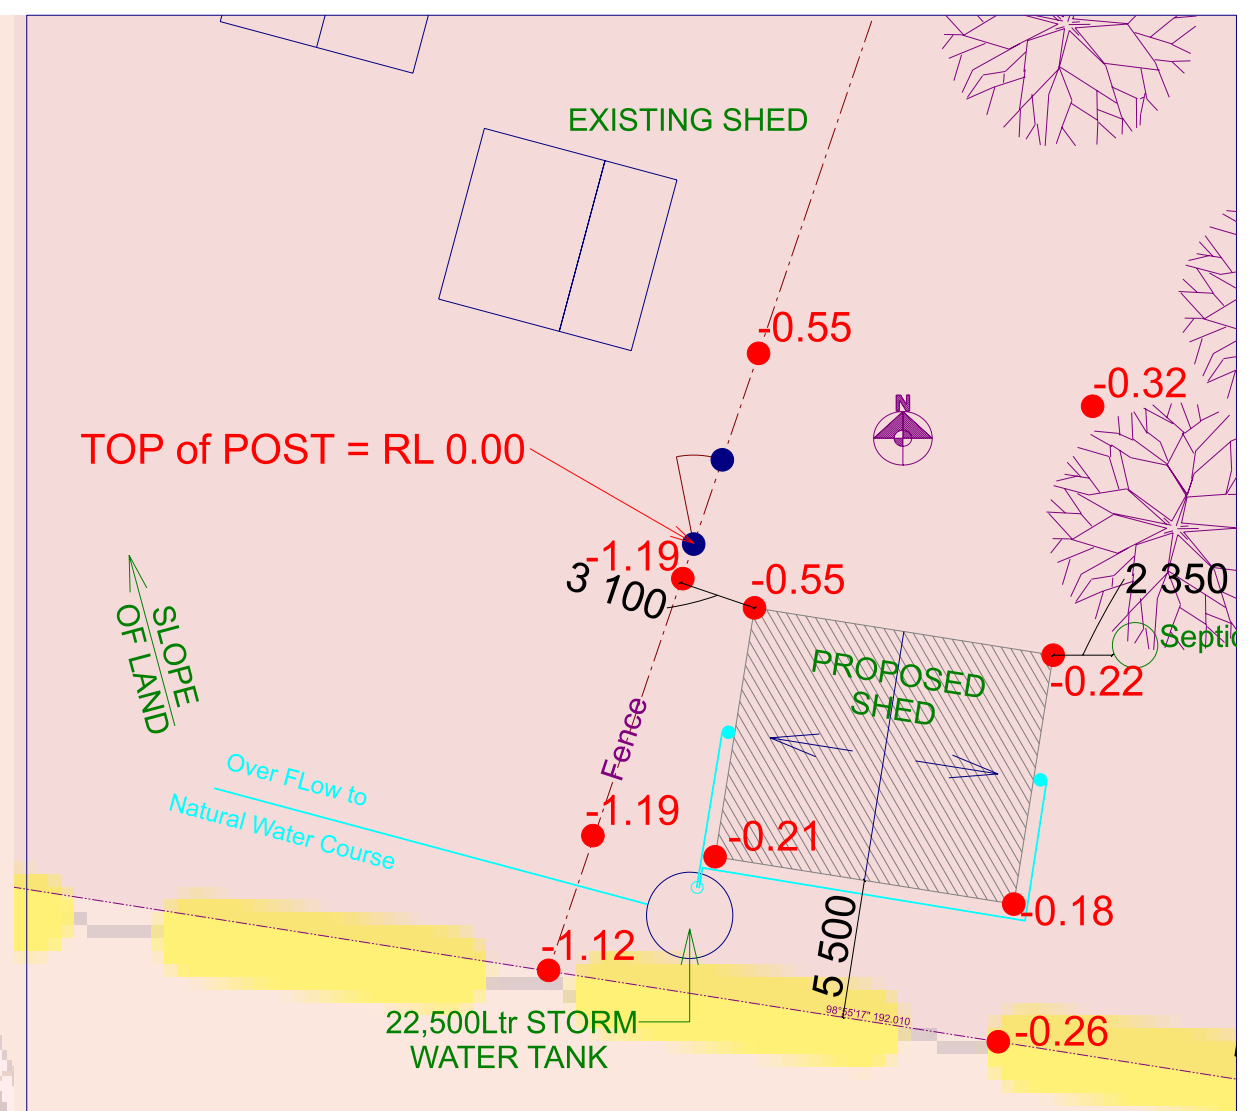 EXISTING SHED
-0.55
-0.32
N
TOP of POST = RL 0.00
-1.19
3 100
-0.55
2 350
SLOPE
OF LAND
Septic
PROPOSED
SHED
-0.22
Fence
Over FLow to
Natural Water Course
-1.19
-0.21
-0.18
-1.12
5 500
98°55'17" 192.010
22,500Ltr STORM
WATER TANK
-0.26